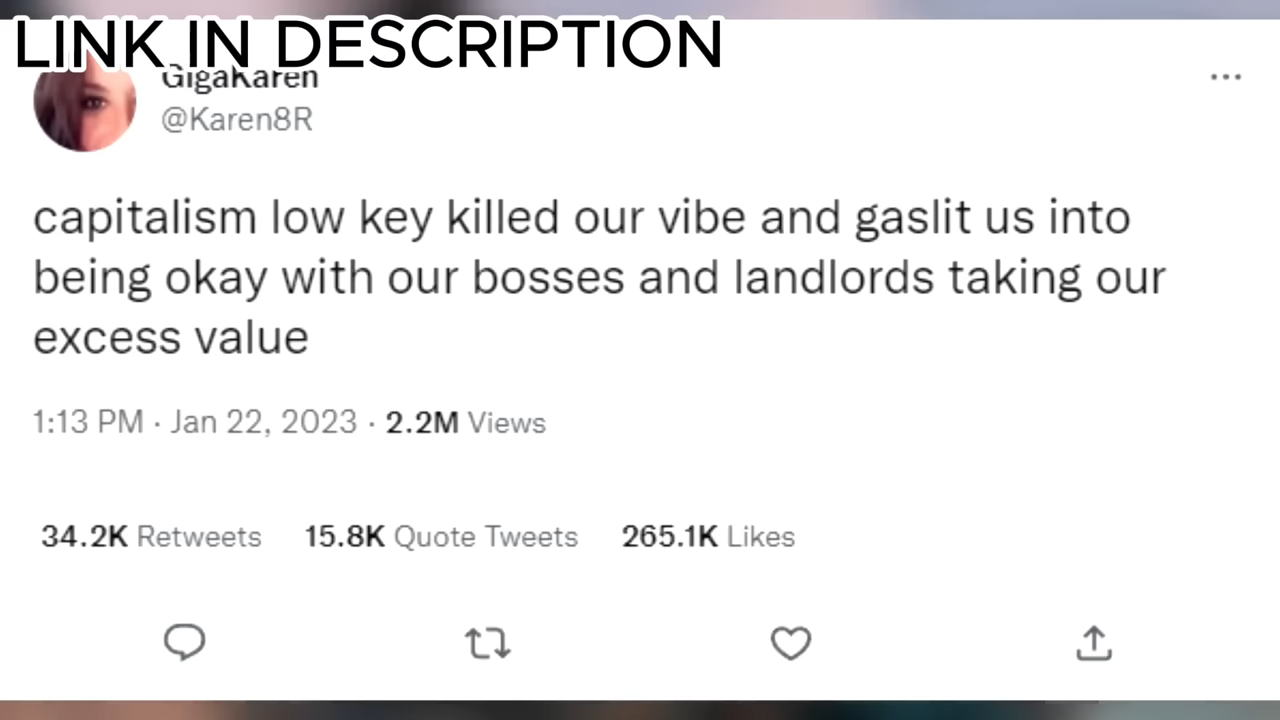 LINK IN DESCRIPTION
GigaKaren
@Karen8R
capitalism low key killed our vibe and gaslit us into
being okay with our bosses and landlords taking our
excess value
1:13 PM · Jan 22, 2023 · 2.2M Views
34.2K Retweets 15.8K Quote Tweets 265.1K Likes